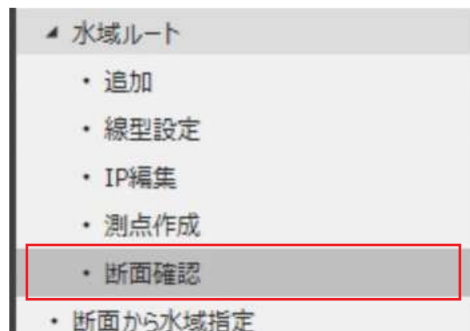 水域ルート
・追加
・線型設定
・IP編集
・測点作成
・断面確認
・断面から水域指定